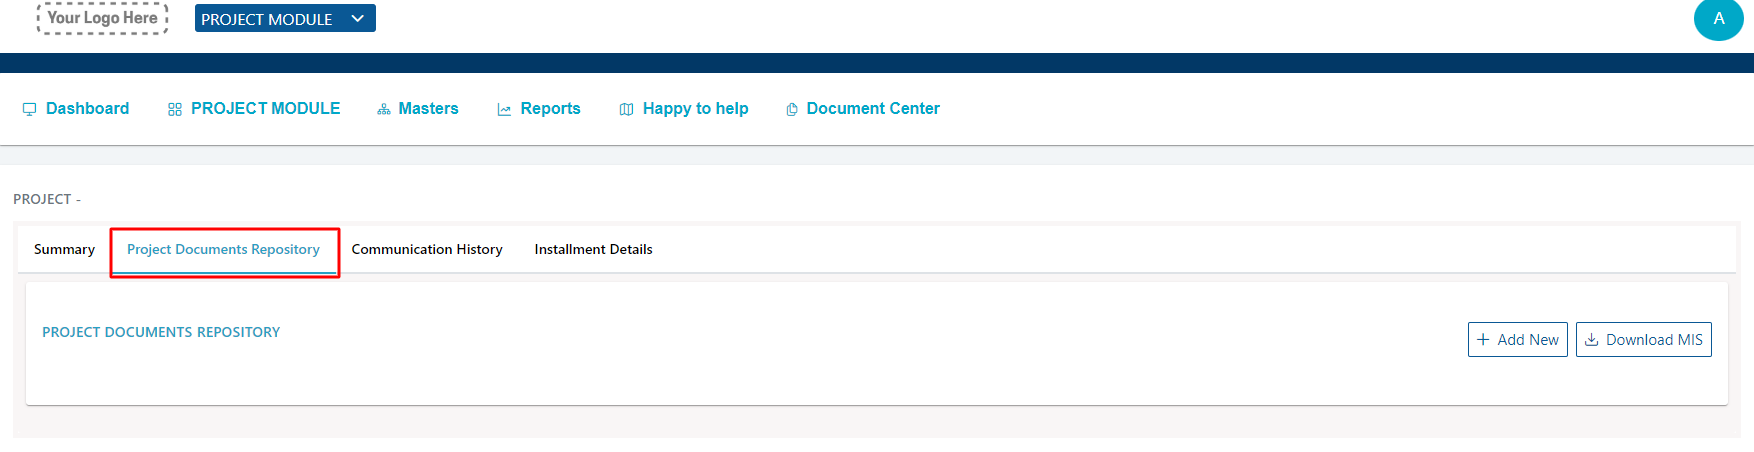 Your Logo Here PROJECT MODULE A
Dashboard PROJECT MODULE Masters Reports Happy to help Document Center
PROJECT -
Summary Project Documents Repository Communication History Installment Details
PROJECT DOCUMENTS REPOSITORY
Add New Download MIS